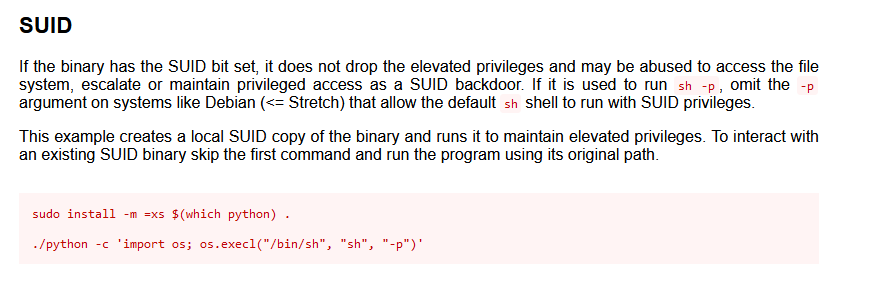 SUID
If the binary has the SUID bit set, it does not drop the elevated privileges and may be abused to access the file
system, escalate or maintain privileged access as a SUID backdoor. If it is used to run sh -p, omit the -p
argument on systems like Debian (<= Stretch) that allow the default sh shell to run with SUID privileges.
This example creates a local SUID copy of the binary and runs it to maintain elevated privileges. To interact with
an existing SUID binary skip the first command and run the program using its original path.
sudo install -m =xs $(which python) .
./python -c 'import os; os.execl("/bin/sh", "sh", "-p")'